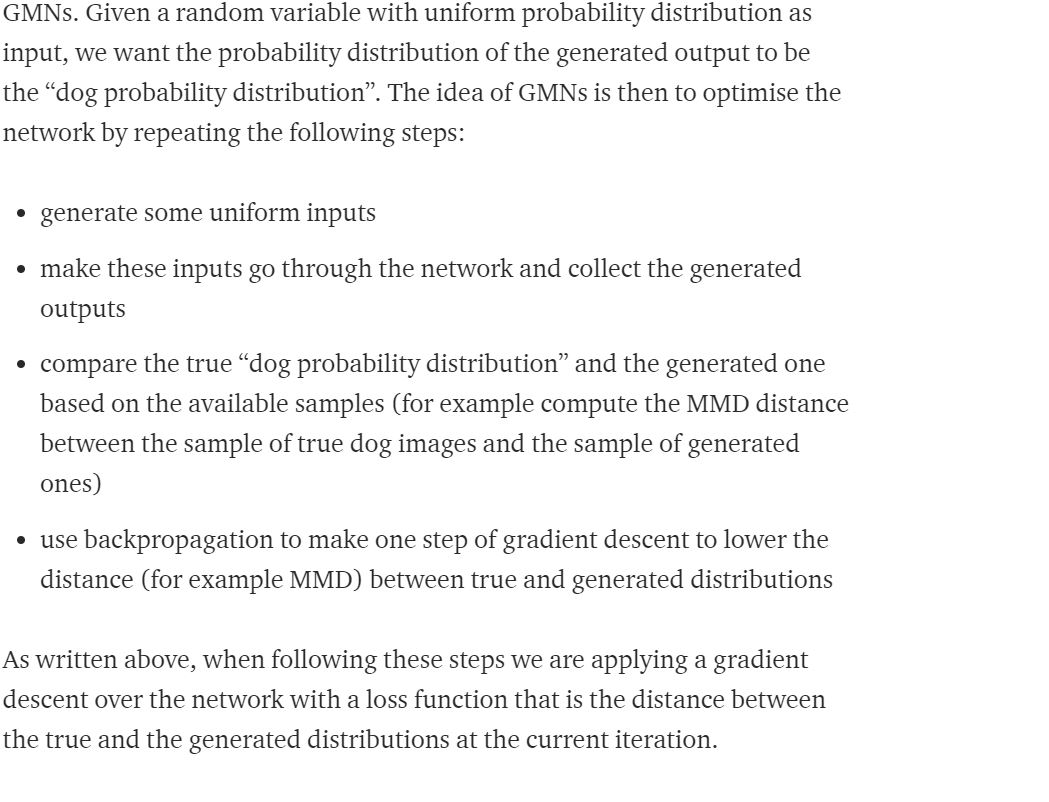 GMNs. Given a random variable with uniform probability distribution as
input, we want the probability distribution of the generated output to be
the “dog probability distribution”. The idea of GMNs is then to optimise the
network by repeating the following steps:
• generate some uniform inputs
• make these inputs go through the network and collect the generated
outputs
• compare the true “dog probability distribution” and the generated one
based on the available samples (for example compute the MMD distance
between the sample of true dog images and the sample of generated
ones)
• use backpropagation to make one step of gradient descent to lower the
distance (for example MMD) between true and generated distributions
As written above, when following these steps we are applying a gradient
descent over the network with a loss function that is the distance between
the true and the generated distributions at the current iteration.